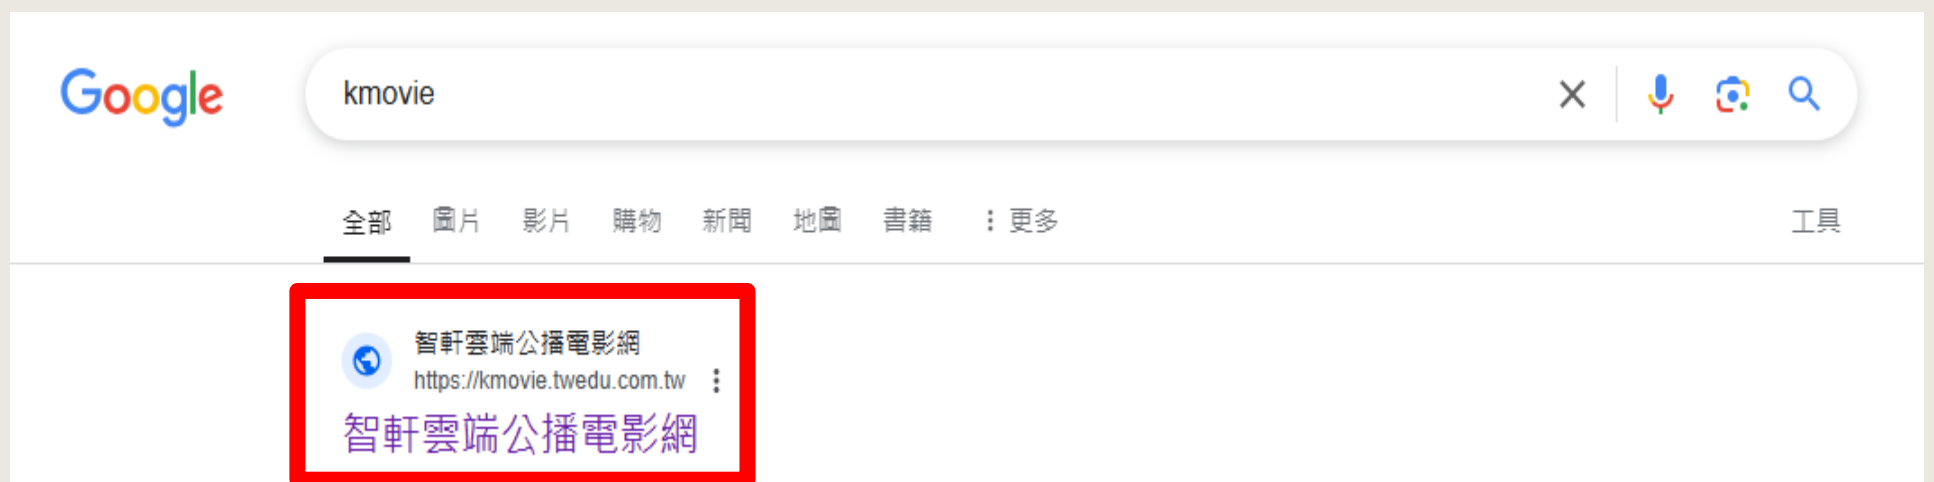 Google
kmovie
全部 圖片 影片 購物 新聞 地圖 書籍 ⋮ 更多 工具
智軒雲端公播電影網
https://kmovie.twedu.com.tw
智軒雲端公播電影網